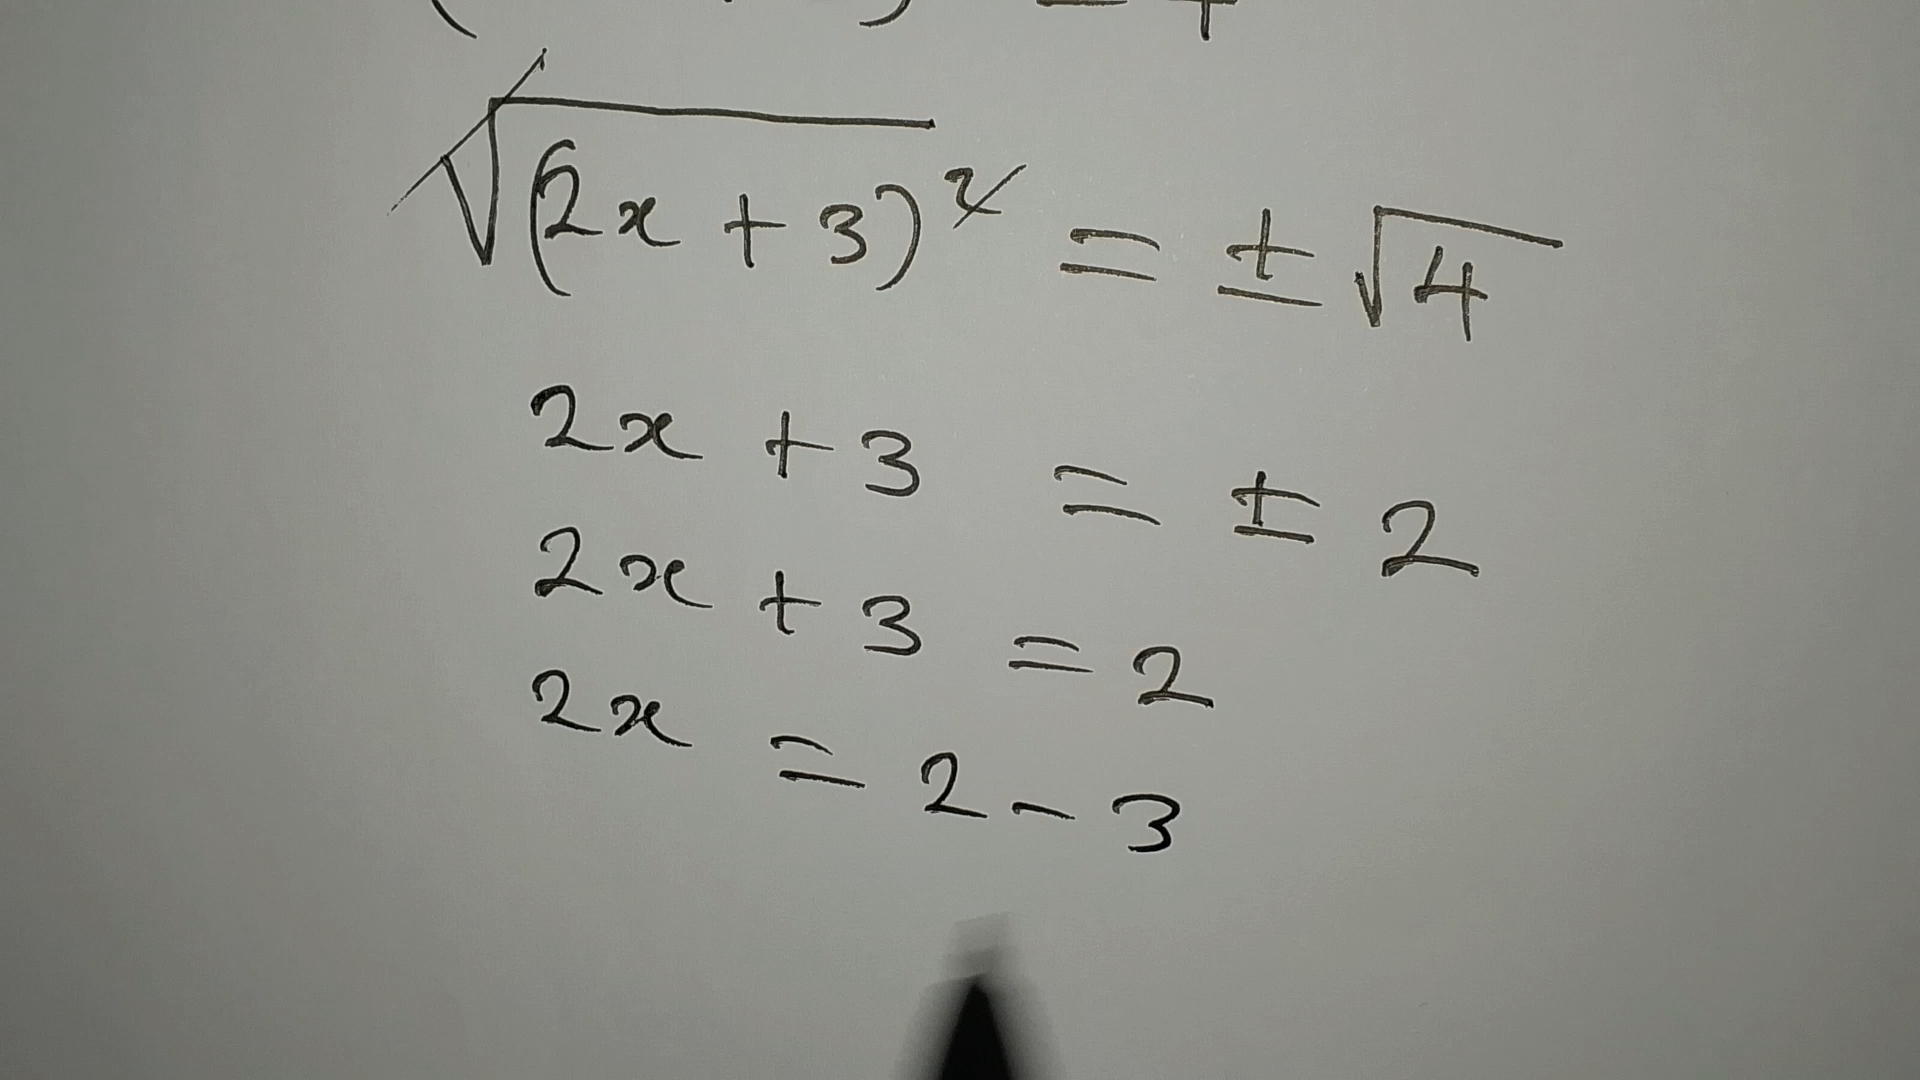 √(2x + 3)² = ± √4
2x + 3 = ± 2
2x + 3 = 2
2x = 2 - 3